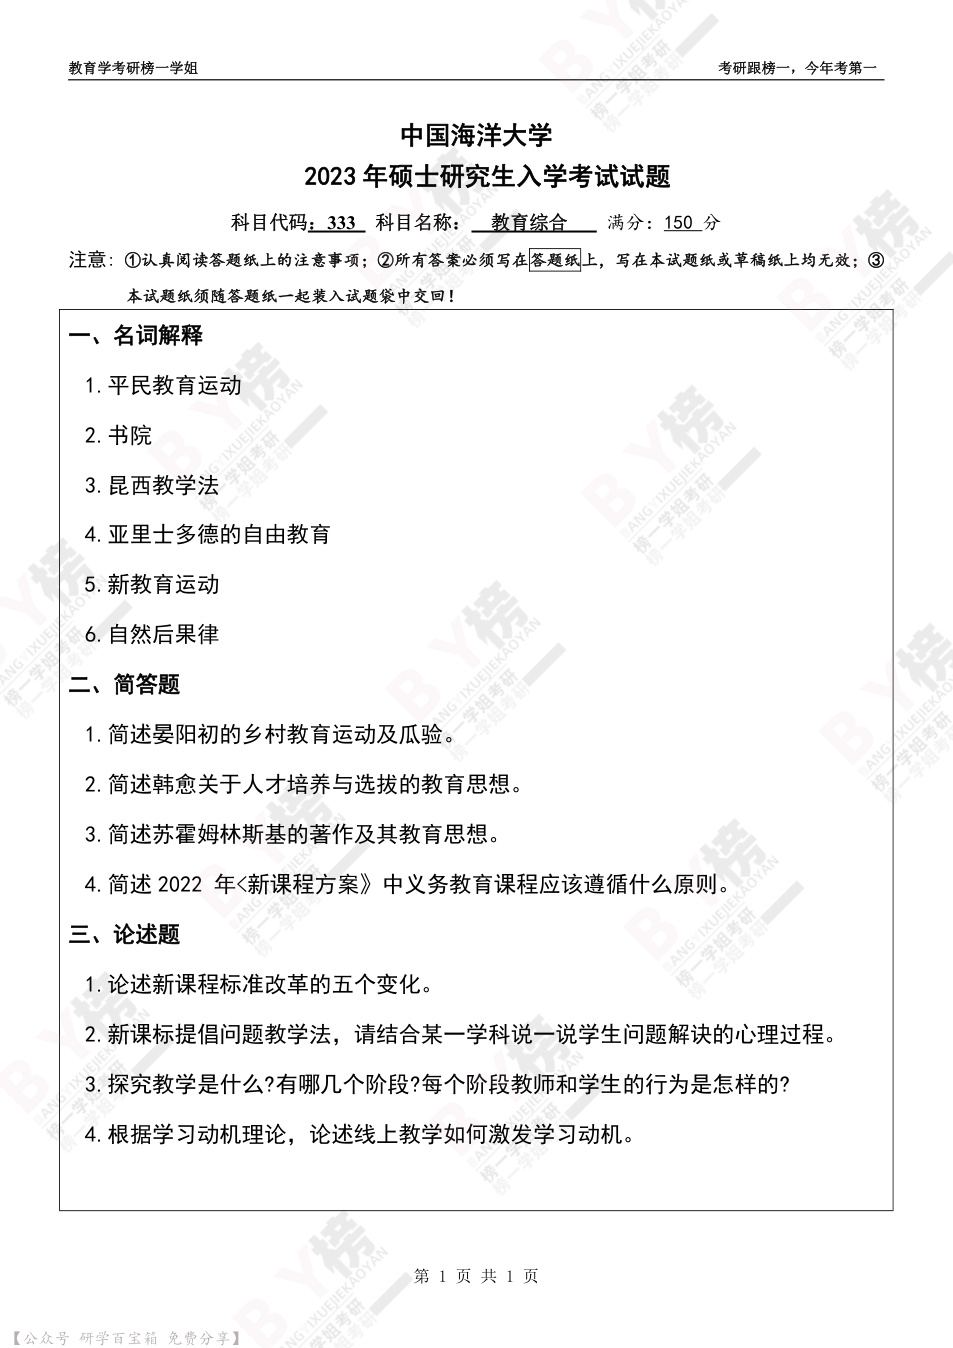 教育学考研榜一学姐 考研跟榜一，今年考第一
中国海洋大学
2023 年硕士研究生入学考试试题
科目代码：333 科目名称： 教育综合 满分：150 分
注意：①认真阅读答题纸上的注意事项；②所有答案必须写在答题纸上，写在本试题纸或草稿纸上均无效；③
本试题纸须随答题纸一起装入试题袋中交回！
一、名词解释
1.平民教育运动
2.书院
3.昆西教学法
4.亚里士多德的自由教育
5.新教育运动
6.自然后果律
二、简答题
1.简述晏阳初的乡村教育运动及瓜验。
2.简述韩愈关于人才培养与选拔的教育思想。
3.简述苏霍姆林斯基的著作及其教育思想。
4.简述 2022 年<新课程方案》中义务教育课程应该遵循什么原则。
三、论述题
1.论述新课程标准改革的五个变化。
2.新课标提倡问题教学法，请结合某一学科说一说学生问题解诀的心理过程。
3.探究教学是什么?有哪几个阶段?每个阶段教师和学生的行为是怎样的?
4.根据学习动机理论，论述线上教学如何激发学习动机。
第 1 页 共 1 页
【公众号 研学百宝箱 免费分享】